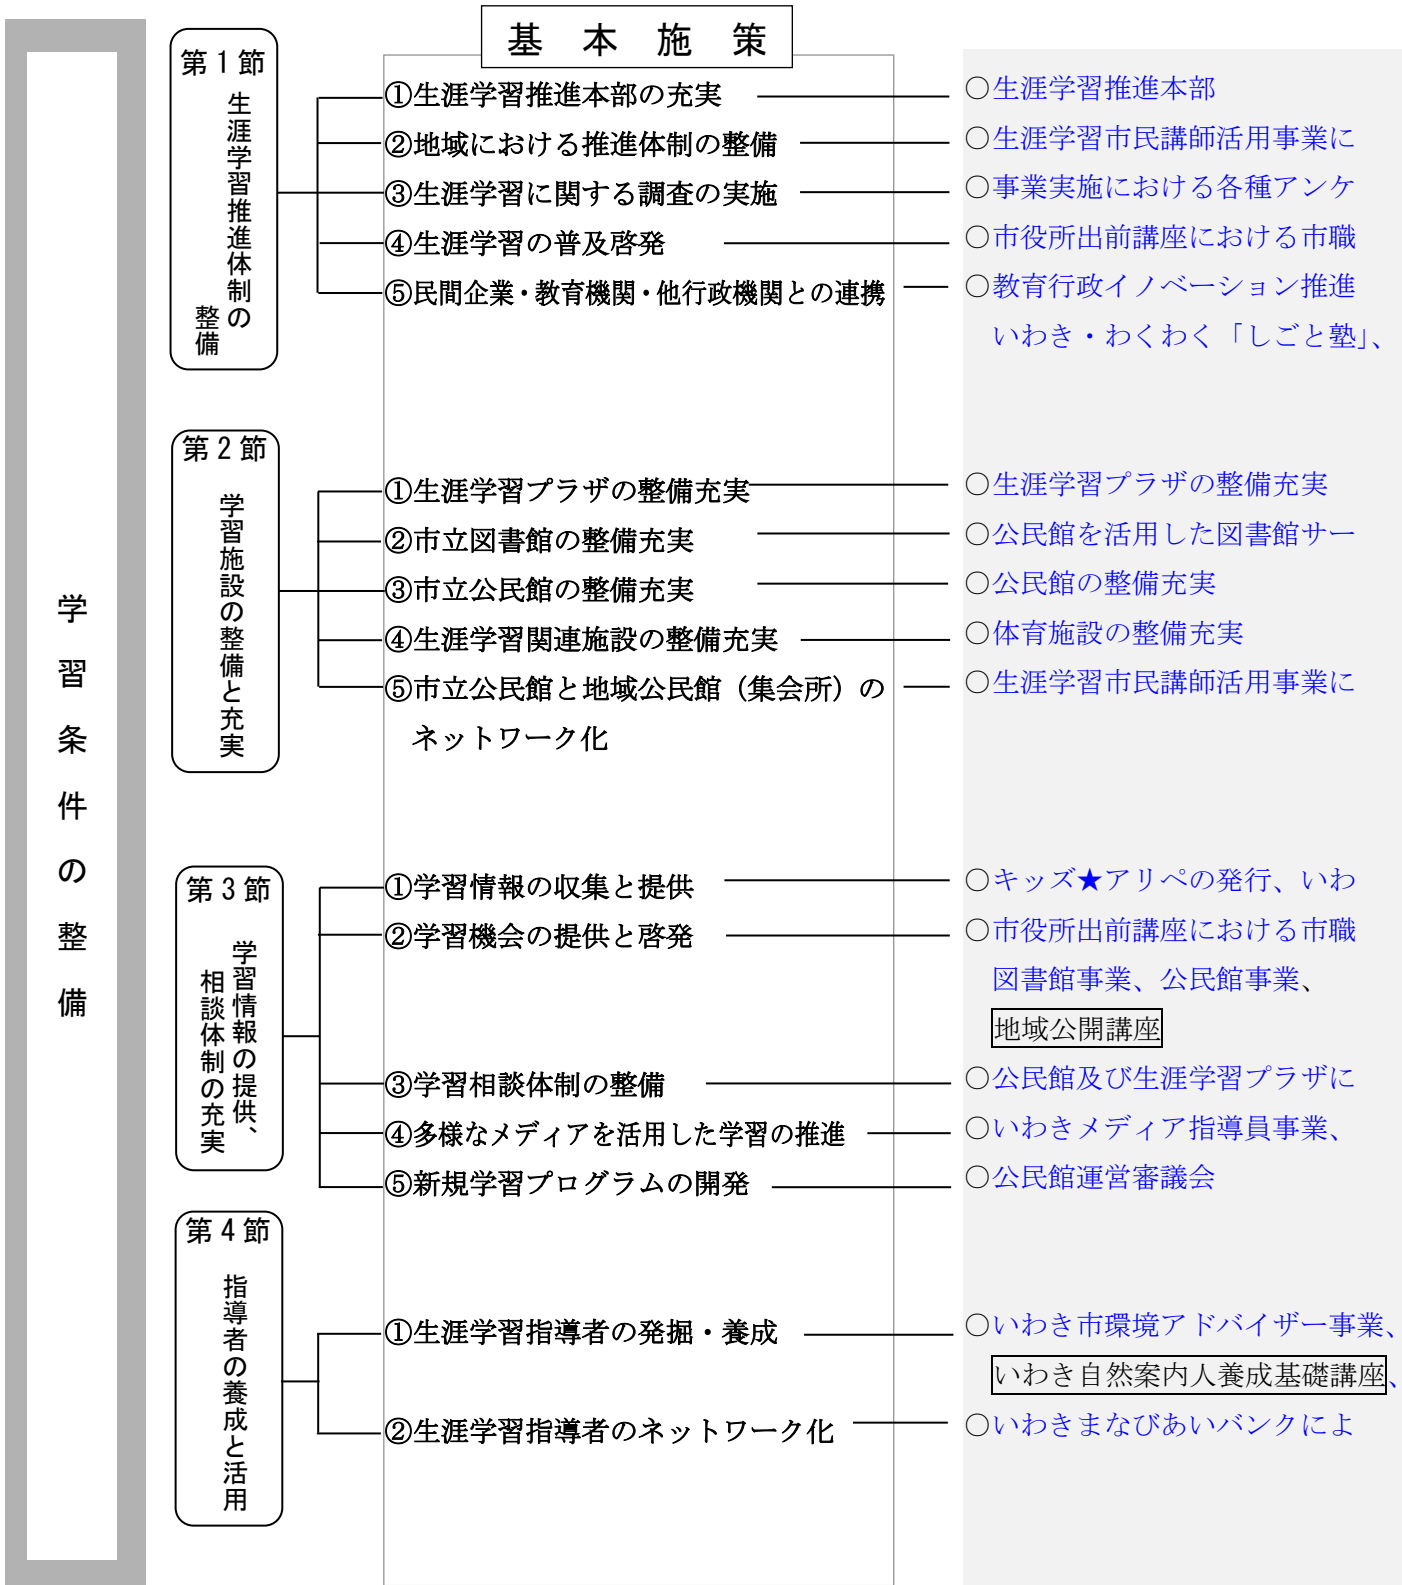 基本施策
学習条件の整備
第1節
生涯学習推進体制の
整備
①生涯学習推進本部の充実
○生涯学習推進本部
②地域における推進体制の整備
○生涯学習市民講師活用事業に
③生涯学習に関する調査の実施
○事業実施における各種アンケ
④生涯学習の普及啓発
○市役所出前講座における市職
⑤民間企業・教育機関・他行政機関との連携
○教育行政イノベーション推進
いわき・わくわく「しごと塾」、
第2節
学習施設の整備と充実
①生涯学習プラザの整備充実
○生涯学習プラザの整備充実
②市立図書館の整備充実
○公民館を活用した図書館サー
③市立公民館の整備充実
○公民館の整備充実
④生涯学習関連施設の整備充実
○体育施設の整備充実
⑤市立公民館と地域公民館（集会所）の
ネットワーク化
○生涯学習市民講師活用事業に
第3節
学習情報の提供、
相談体制の充実
①学習情報の収集と提供
○キッズ★アリペの発行、いわ
②学習機会の提供と啓発
○市役所出前講座における市職
図書館事業、公民館事業、
地域公開講座
③学習相談体制の整備
○公民館及び生涯学習プラザに
④多様なメディアを活用した学習の推進
○いわきメディア指導員事業、
⑤新規学習プログラムの開発
○公民館運営審議会
第4節
指導者の養成と活用
①生涯学習指導者の発掘・養成
○いわき市環境アドバイザー事業、
いわき自然案内人養成基礎講座、
②生涯学習指導者のネットワーク化
○いわきまなびあいバンクによ